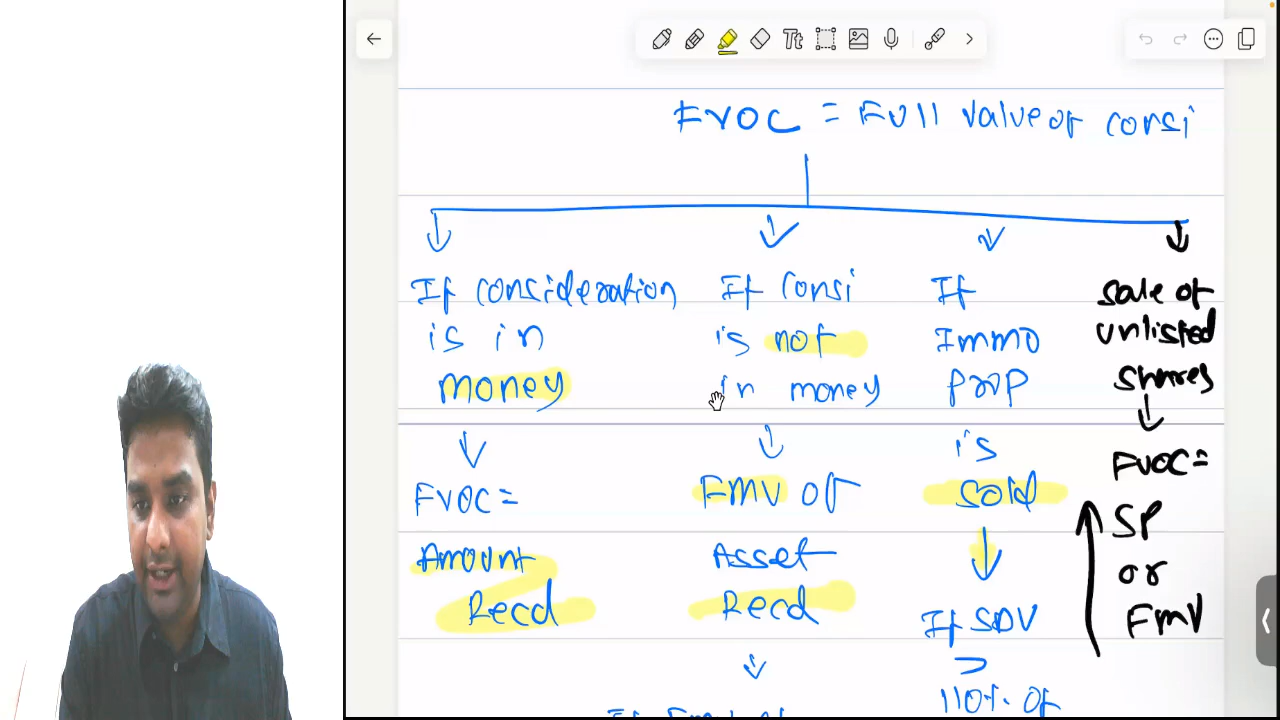 FVOC = Full value of consi
If consideration
is in
money
FVOC =
Amount
Recd
If Consi
is not
in money
FMV of
Asset
Recd
If
Immo
Prop
is
sold
If SDV
>
110% of
sale of
unlisted
shares
FVOC =
SP
or
FMV
Tt